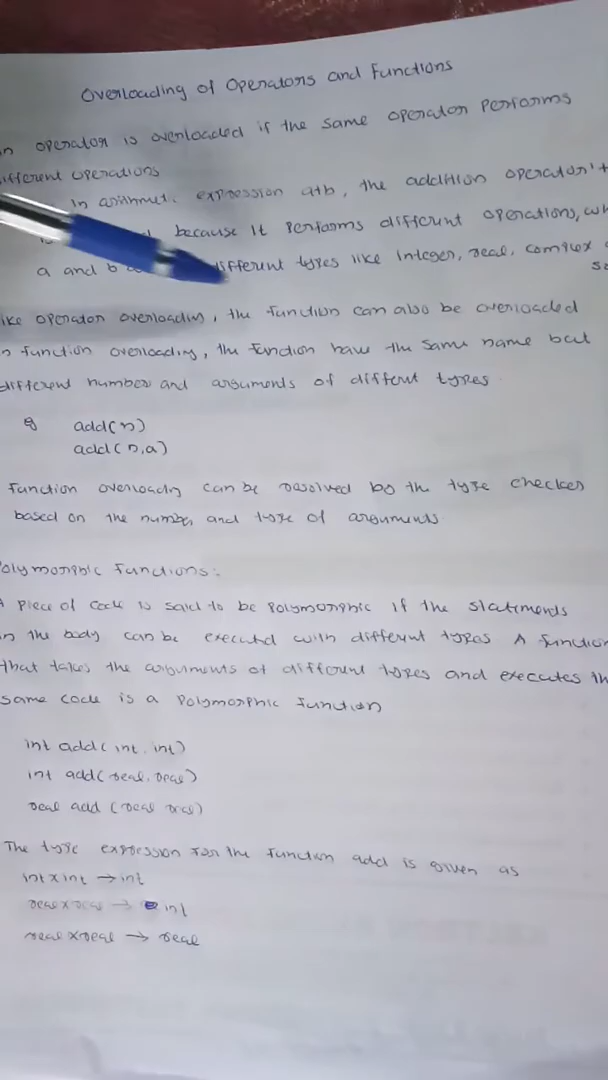 Overloading of Operators and Functions
n operator is overloaded if the same operator performs
ifferent operations
In arithmetic expression a+b, the addition operator '+
because it performs different operations, wh
a and b different types like integer, real, complex
ike operator overloading, the function can also be overloaded
n function overloading, the function have the same name but
different number and arguments of differut types.
eg add(n)
add(n,a)
function overloading can be resolved by the type checker
based on the number and type of arguments
Polymorphic functions:
A piece of code is said to be polymorphic if the statements
in the body can be executed with different types A function
that takes the arguments of different types and executes th
same code is a Polymorphic function
int add(int, int)
int add(real, real)
real add (real real)
The type expression for the function add is given as
int x int → int
real x real → int
real x real → real